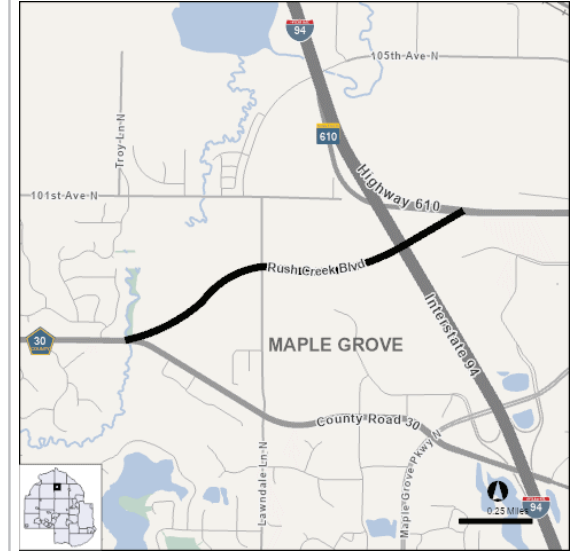 94
105th Ave N
Troy Ln N
610
Highway 610
101st Ave N
Rush Creek Blvd
30
COUNTY
MAPLE GROVE
Interstate 94
County Road 30
Lawndale Ln N
Maple Grove Pkwy N
94
0.25 Miles